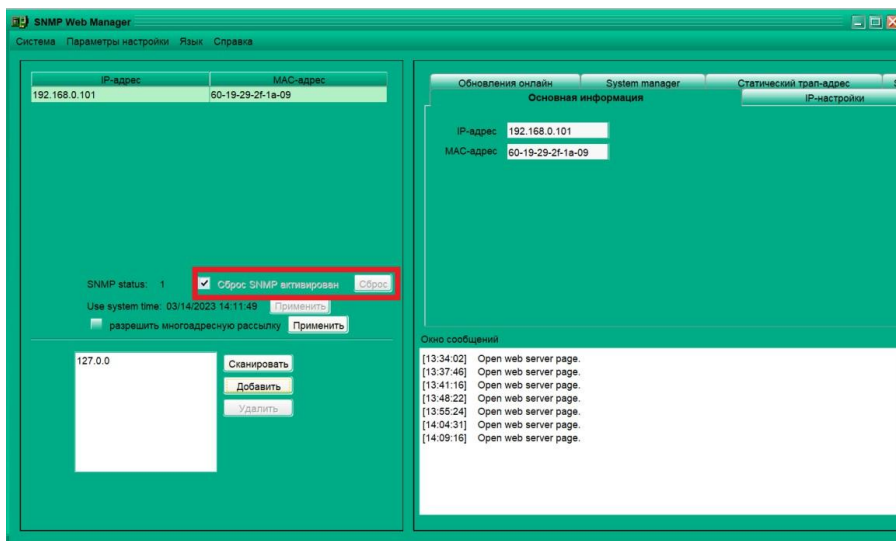 SNMP Web Manager
Система Параметры настройки Язык Справка
IP-адрес MAC-адрес
192.168.0.101 60-19-29-2f-1a-09
SNMP status: 1 Сброс SNMP активирован Сброс
Use system time: 03/14/2023 14:11:49 Применить
разрешить многоадресную рассылку Применить
127.0.0
Сканировать
Добавить
Удалить
Обновления онлайн System manager Статический трап-адрес
Основная информация IP-настройки
IP-адрес 192.168.0.101
MAC-адрес 60-19-29-2f-1a-09
Окно сообщений
[13:34:02] Open web server page.
[13:37:46] Open web server page.
[13:41:16] Open web server page.
[13:48:22] Open web server page.
[13:55:24] Open web server page.
[14:04:31] Open web server page.
[14:09:16] Open web server page.